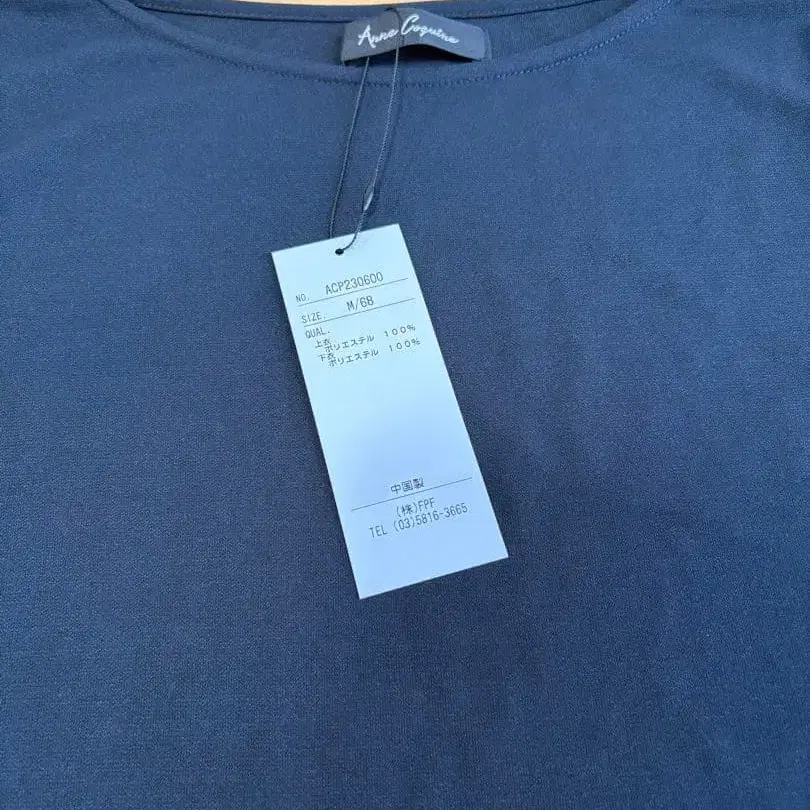 Anne Coquine
NO. ACP230600
SIZE. M/68
QUAL.
上衣
ポリエステル 100%
下衣
ポリエステル 100%
中国製
(株)FPF
TEL (03)5816-3665